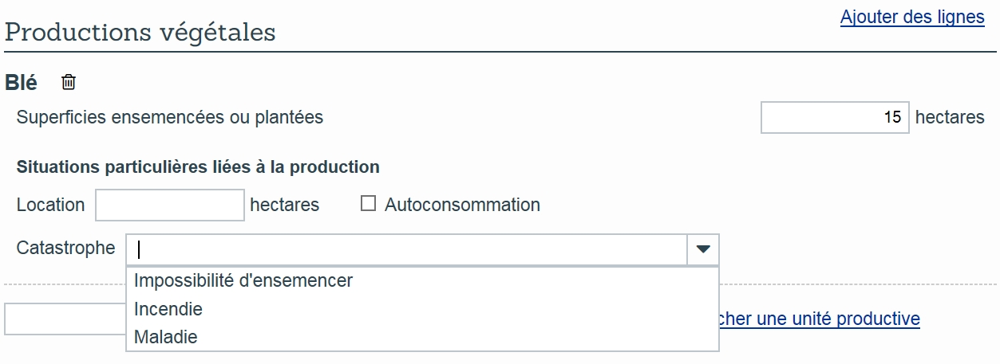 Ajouter des lignes
Productions végétales
Blé
Superficies ensemencées ou plantées 15 hectares
Situations particulières liées à la production
Location hectares Autoconsommation
Catastrophe
Impossibilité d'ensemencer
Incendie
Maladie
une unité productive